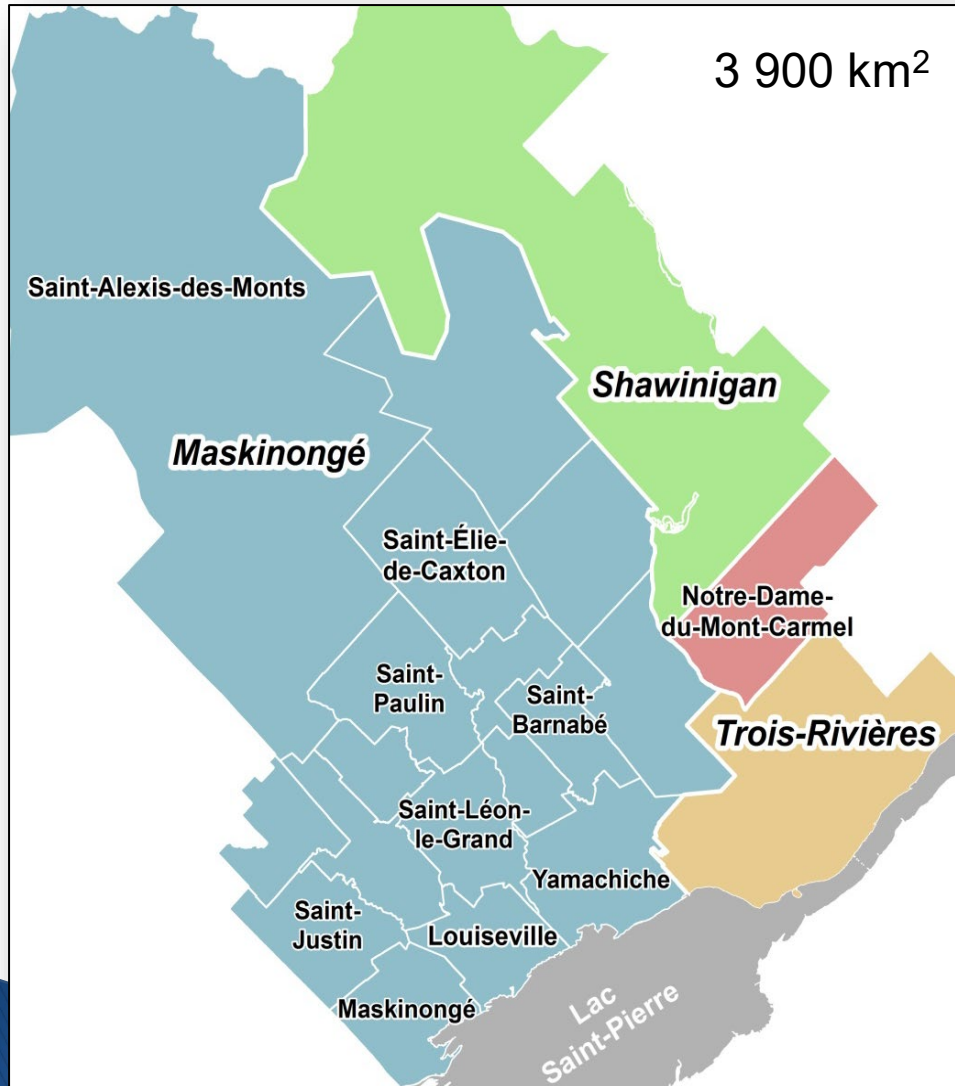 3 900 km²
Saint-Alexis-des-Monts
Shawinigan
Maskinongé
Saint-Élie-
de-Caxton
Notre-Dame-
du-Mont-Carmel
Saint-
Paulin
Saint-
Barnabé
Trois-Rivières
Saint-Léon-
le-Grand
Yamachiche
Saint-
Justin
Louiseville
Maskinongé
Lac
Saint-Pierre